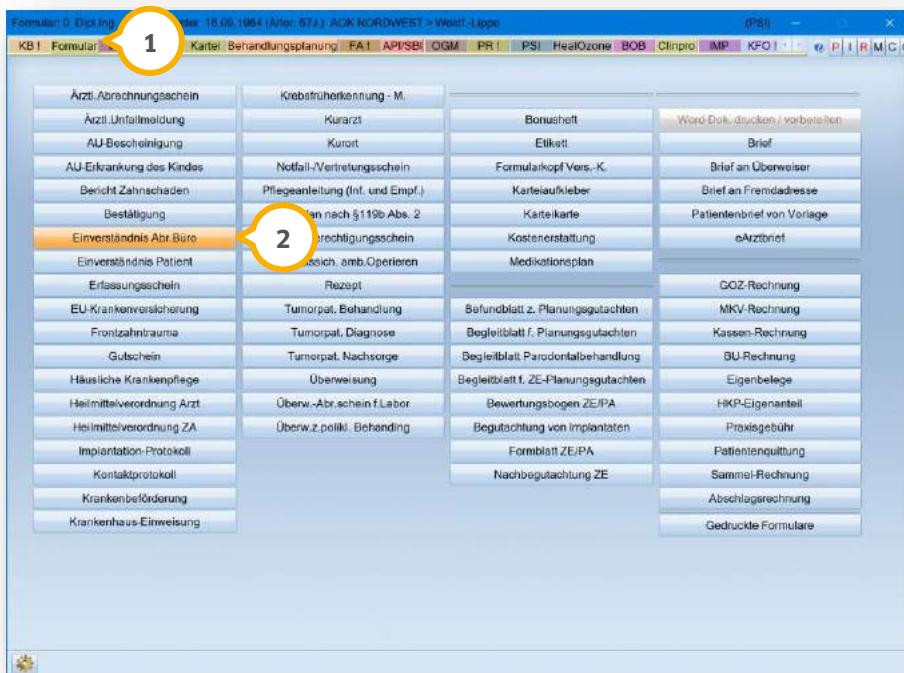 Formular: 0 Dipl.Ing. 16.09.1964 (Alter: 57J.) AOK NORDWEST > Westf.-Lippe (PSI)
KB ! Formular Kartei Behandlungsplanung FA ! API/SBI OGM PR ! PSI HealOzone BOB Clinpro IMP KFO ! P I R M C
1
Ärztl.Abrechnungsschein Krebsfrüherkennung - M.
Ärztl.Unfallmeldung Kurarzt Bonusheft Word-Dok. drucken / vorbereiten
AU-Bescheinigung Kurort Etikett Brief
AU-Erkrankung des Kindes Notfall-/Vertretungsschein Formularkopf Vers.-K. Brief an Überweiser
Bericht Zahnschaden Pflegeanleitung (Inf. und Empf.) Karteiaufkleber Brief an Fremdadresse
Bestätigung an nach §119b Abs. 2 Karteikarte Patientenbrief von Vorlage
Einverständnis Abr.Büro 2 erechtigungsschein Kostenerstattung eArztbrief
Einverständnis Patient ssich. amb.Operieren Medikationsplan
Erfassungsschein Rezept GOZ-Rechnung
EU-Krankenversicherung Tumorpat. Behandlung Befundblatt z. Planungsgutachten MKV-Rechnung
Frontzahntrauma Tumorpat. Diagnose Begleitblatt f. Planungsgutachten Kassen-Rechnung
Gutschein Tumorpat. Nachsorge Begleitblatt Parodontalbehandlung BU-Rechnung
Häusliche Krankenpflege Überweisung Begleitblatt f. ZE-Planungsgutachten Eigenbelege
Heilmittelverordnung Arzt Überw.-Abr.schein f.Labor Bewertungsbogen ZE/PA HKP-Eigenanteil
Heilmittelverordnung ZA Überw.z.polikl. Behandlng Begutachtung von Implantaten Praxisgebühr
Implantation-Protokoll Formblatt ZE/PA Patientenquittung
Kontaktprotokoll Nachbegutachtung ZE Sammel-Rechnung
Krankenbeförderung Abschlagsrechnung
Krankenhaus-Einweisung Gedruckte Formulare